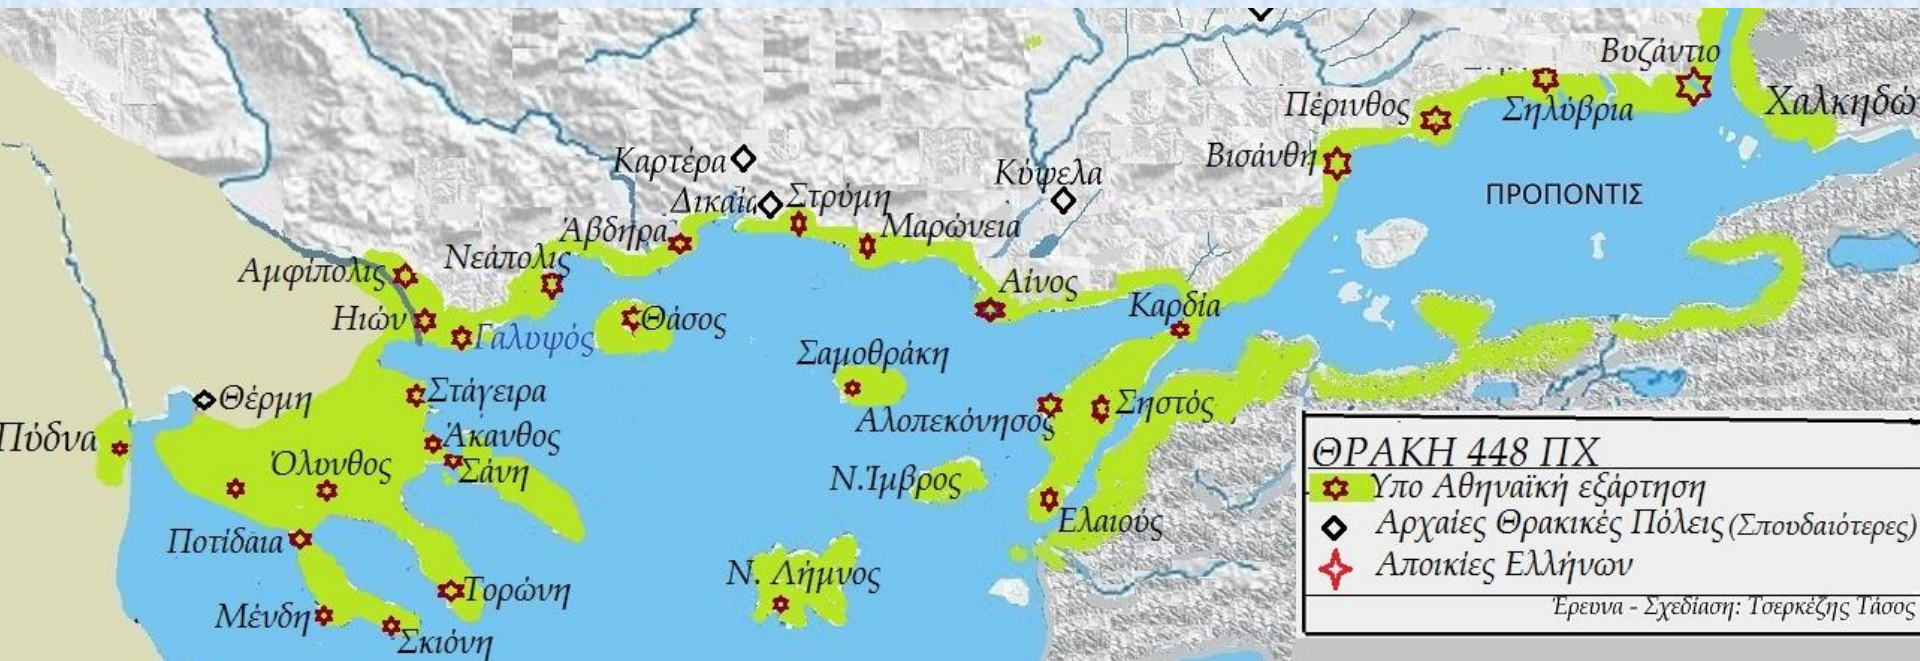 Βυζάντιο
Χαλκηδώ
Πέρινθος
Σηλύβρια
Βισάνθη
ΠΡΟΠΟΝΤΙΣ
Καρτέρα
Κύψελα
Δικαία
Στρύμη
Άβδηρα
Μαρώνεια
Νεάπολις
Αμφίπολις
Αίνος
Καρδία
Ηιών
Γαληψός
Θάσος
Σαμοθράκη
Στάγειρα
Θέρμη
Αλοπεκόνησος
Σηστός
Πύδνα
Άκανθος
Όλυνθος
Σάνη
Ν.Ίμβρος
Ελαιούς
Ποτίδαια
Ν. Λήμνος
Τορώνη
Μένδη
Σκιόνη
ΘΡΑΚΗ 448 ΠΧ
Υπο Αθηναϊκή εξάρτηση
Αρχαίες Θρακικές Πόλεις (Σπουδαιότερες)
Αποικίες Ελλήνων
Έρευνα - Σχεδίαση: Τσερκέζης Τάσος